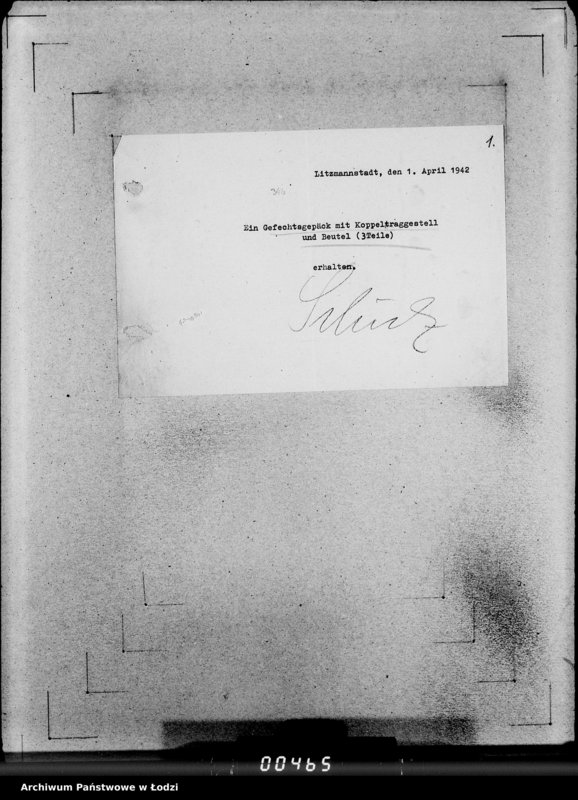 1.
Litzmannstadt, den 1. April 1942
Ein Gefechtsgepäck mit Koppeltraggestell
und Beutel (3Teile)
erhalten.
00465
Archiwum Państwowe w Łodzi